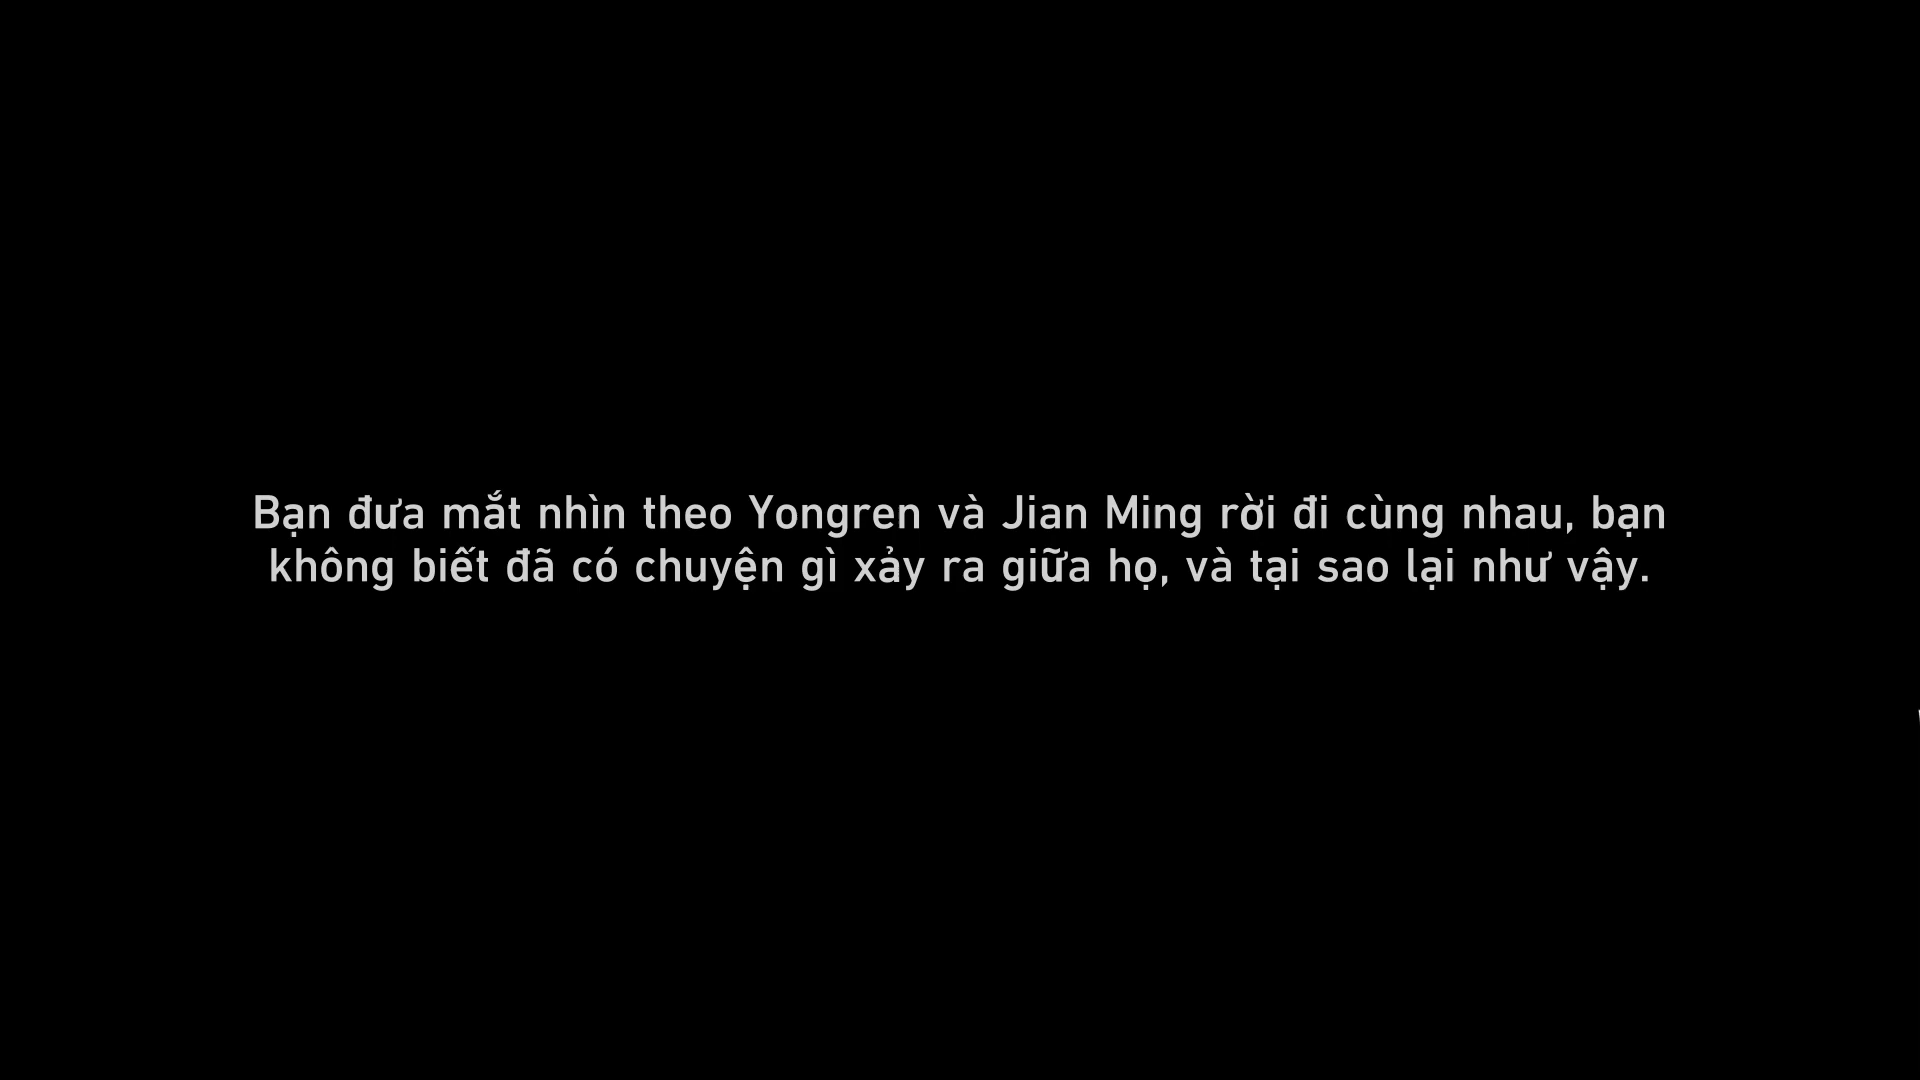 Bạn đưa mắt nhìn theo Yongren và Jian Ming rời đi cùng nhau, bạn
không biết đã có chuyện gì xảy ra giữa họ, và tại sao lại như vậy.